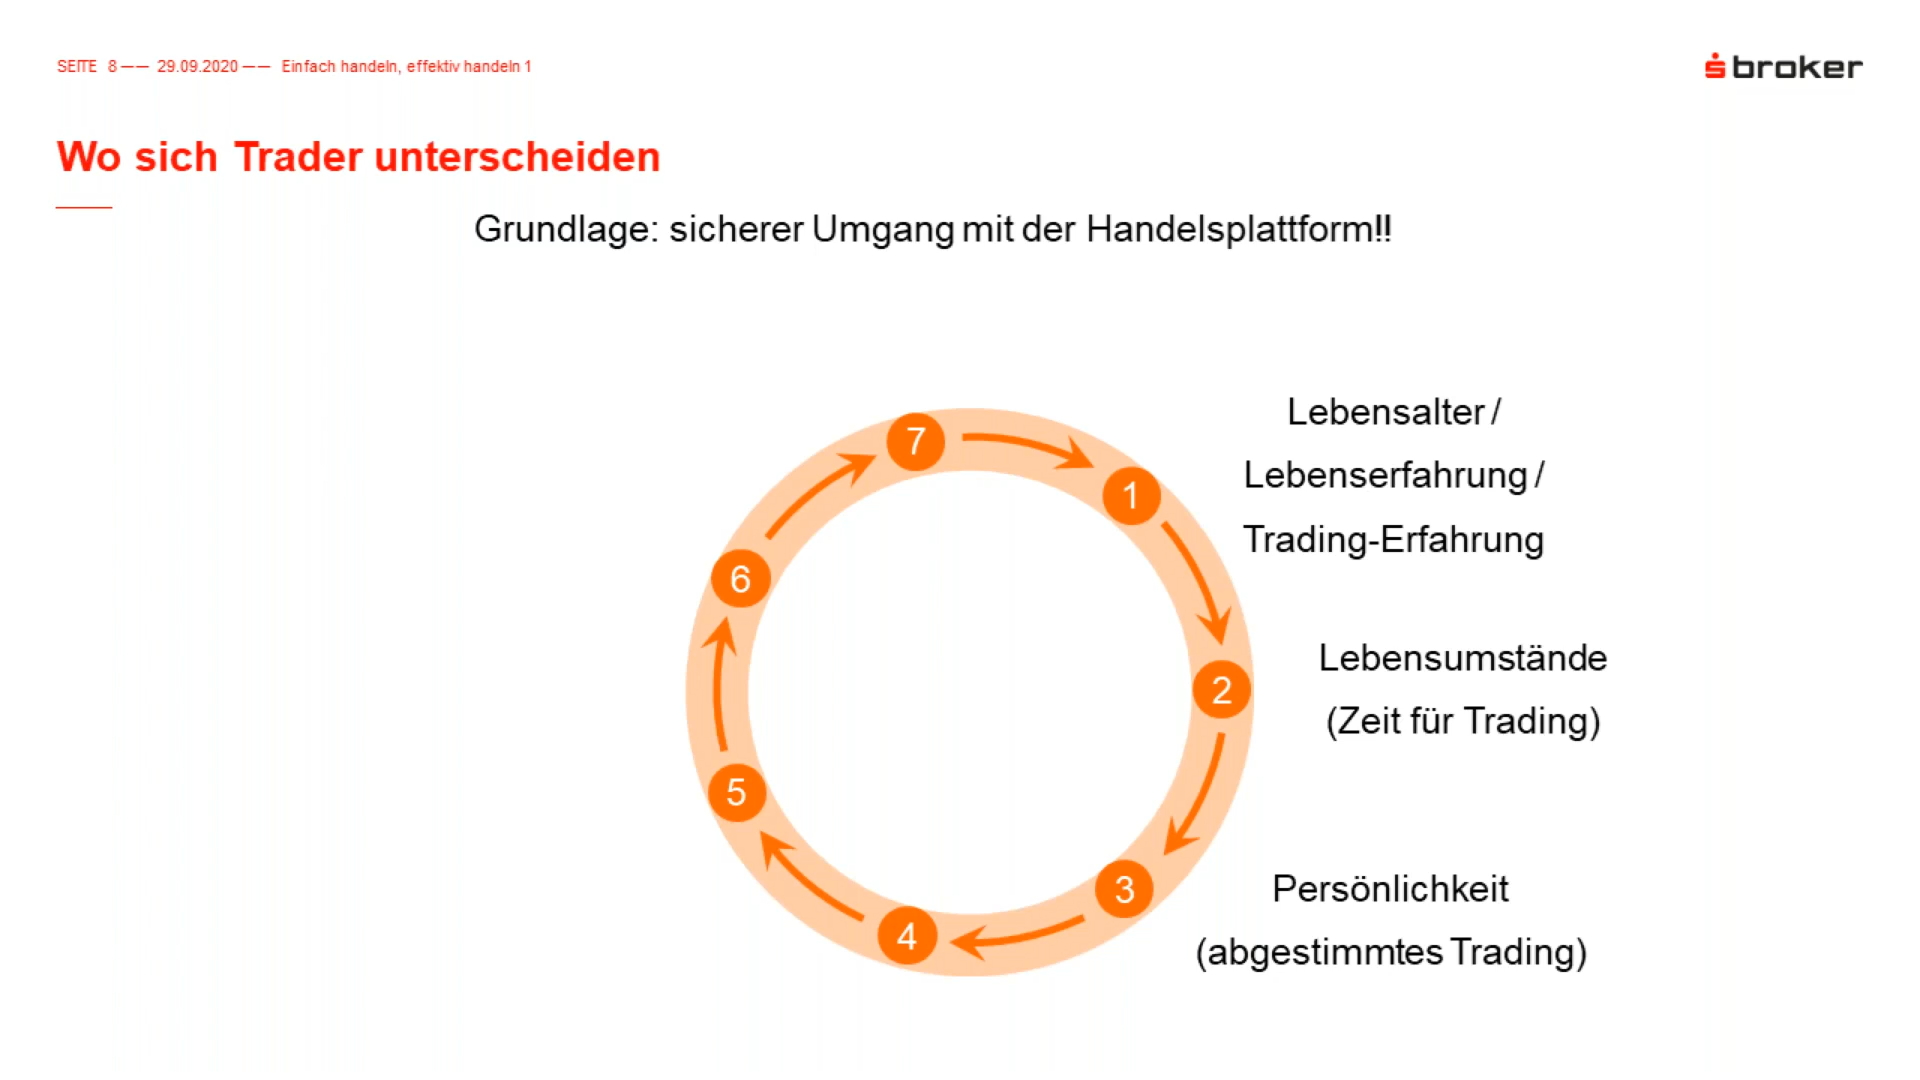 SEITE 8 —— 29.09.2020 —— Einfach handeln, effektiv handeln 1
broker
Wo sich Trader unterscheiden
Grundlage: sicherer Umgang mit der Handelsplattform!!
7
1
Lebensalter /
Lebenserfahrung /
Trading-Erfahrung
6
2
Lebensumstände
(Zeit für Trading)
5
3
Persönlichkeit
(abgestimmtes Trading)
4